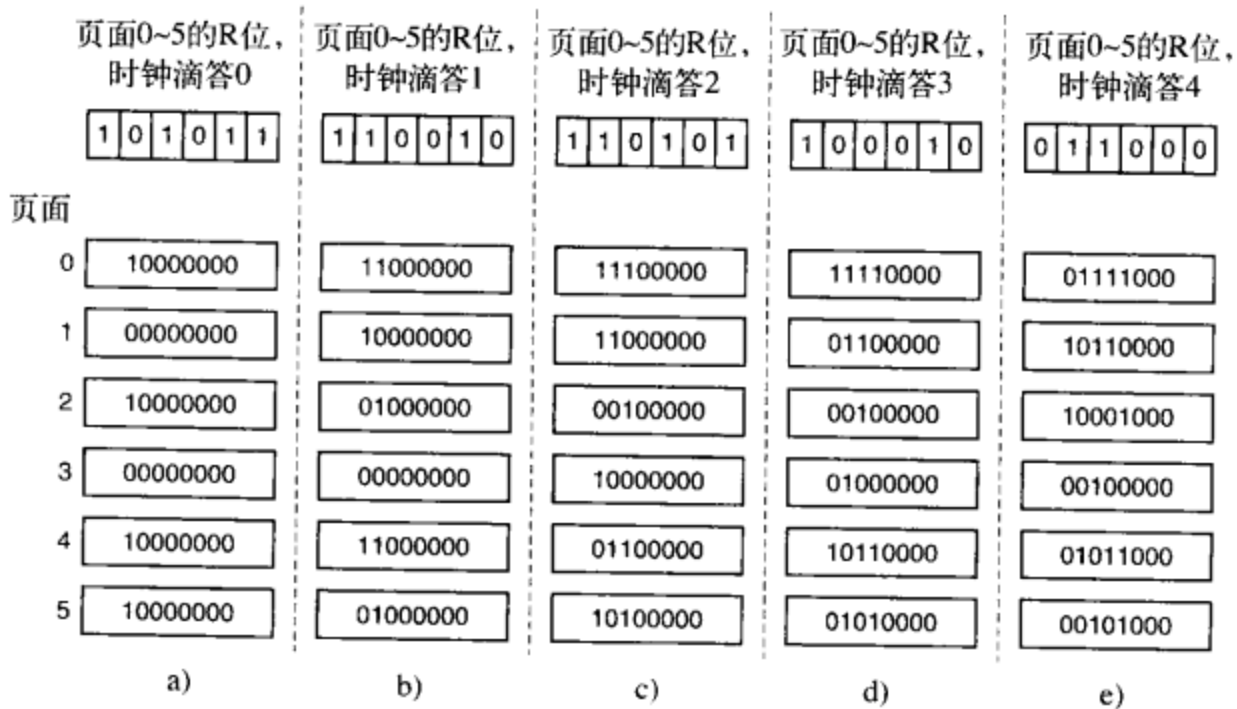 页面0~5的R位, 页面0~5的R位, 页面0~5的R位, 页面0~5的R位, 页面0~5的R位,
时钟滴答0 时钟滴答1 时钟滴答2 时钟滴答3 时钟滴答4
1 0 1 0 1 1 1 1 0 0 1 0 1 1 0 1 0 1 1 0 0 0 1 0 0 1 1 0 0 0
页面
0 10000000 11000000 11100000 11110000 01111000
1 00000000 10000000 11000000 01100000 10110000
2 10000000 01000000 00100000 00100000 10001000
3 00000000 00000000 10000000 01000000 00100000
4 10000000 11000000 01100000 10110000 01011000
5 10000000 01000000 10100000 01010000 00101000
a) b) c) d) e)